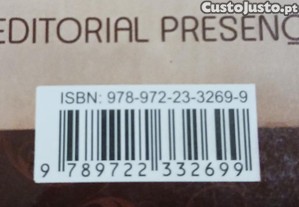 CustoJusto.pt
EDITORIAL PRESENÇ
ISBN: 978-972-23-3269-9
9 789722 332699